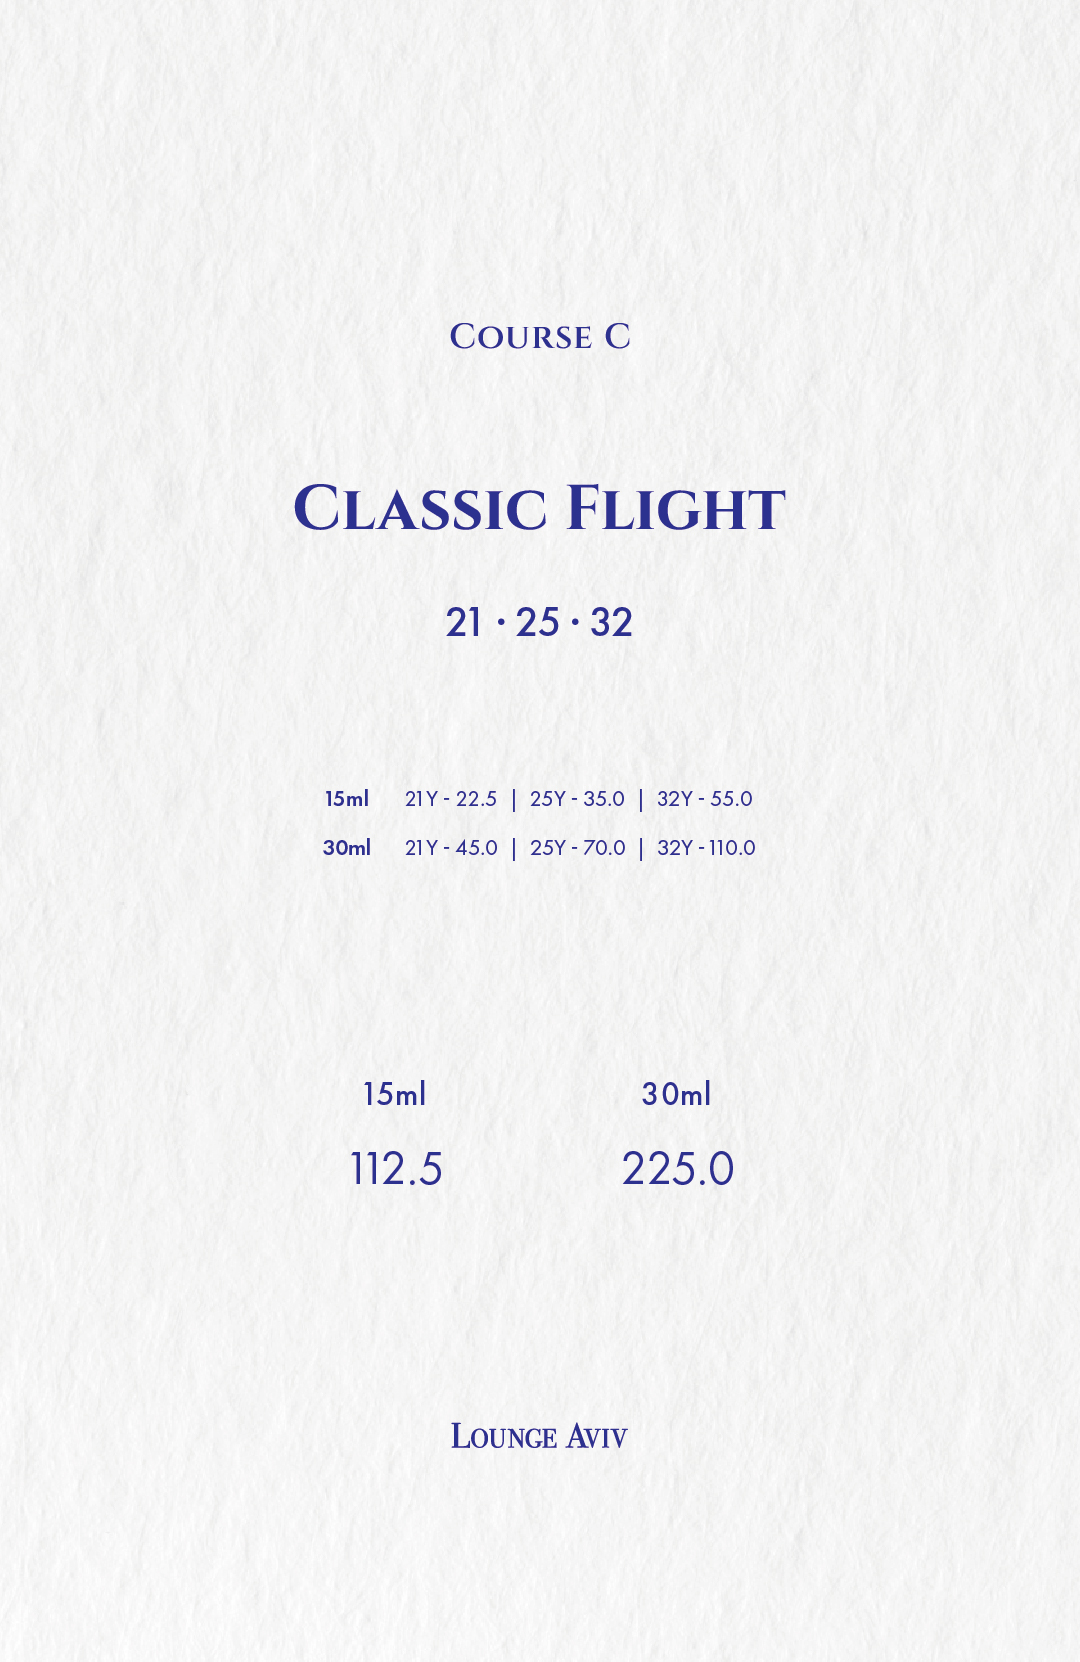 Course C
Classic Flight
21 · 25 · 32
15ml 21Y - 22.5 | 25Y - 35.0 | 32Y - 55.0
30ml 21Y - 45.0 | 25Y - 70.0 | 32Y - 110.0
15ml 30ml
112.5 225.0
Lounge Aviv